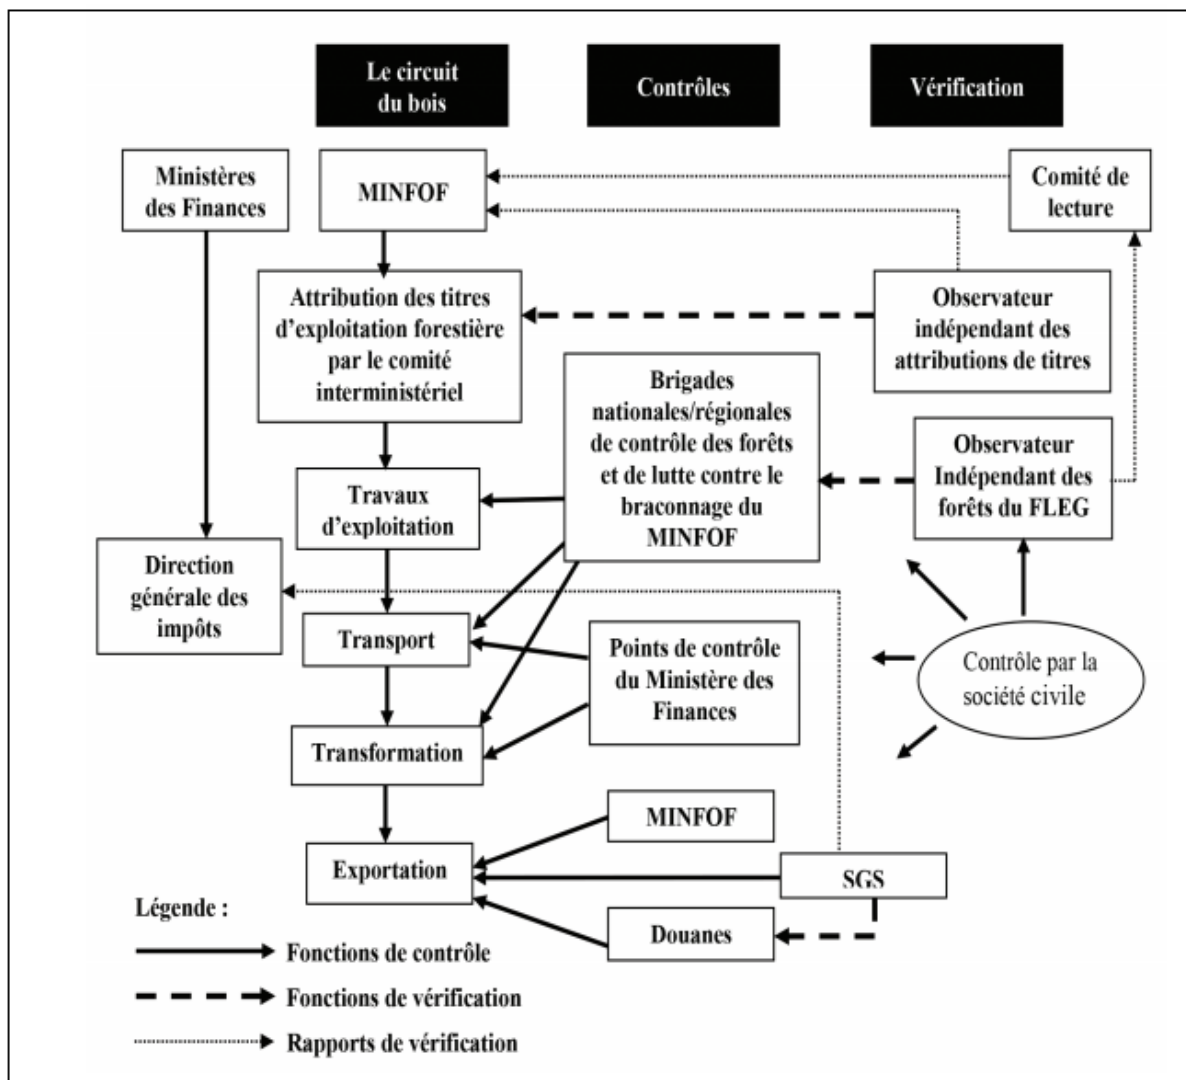 Le circuit
du bois
Contrôles
Vérification
Ministères
des Finances
MINFOF
Comité de
lecture
Attribution des titres
d'exploitation forestière
par le comité
interministériel
Observateur
indépendant des
attributions de titres
Brigades
nationales/régionales
de contrôle des forêts
et de lutte contre le
braconnage du
MINFOF
Observateur
Indépendant des
forêts du FLEG
Travaux
d'exploitation
Direction
générale des
impôts
Transport
Points de contrôle
du Ministère des
Finances
Contrôle par la
société civile
Transformation
MINFOF
Exportation
SGS
Douanes
Légende :
Fonctions de contrôle
Fonctions de vérification
Rapports de vérification